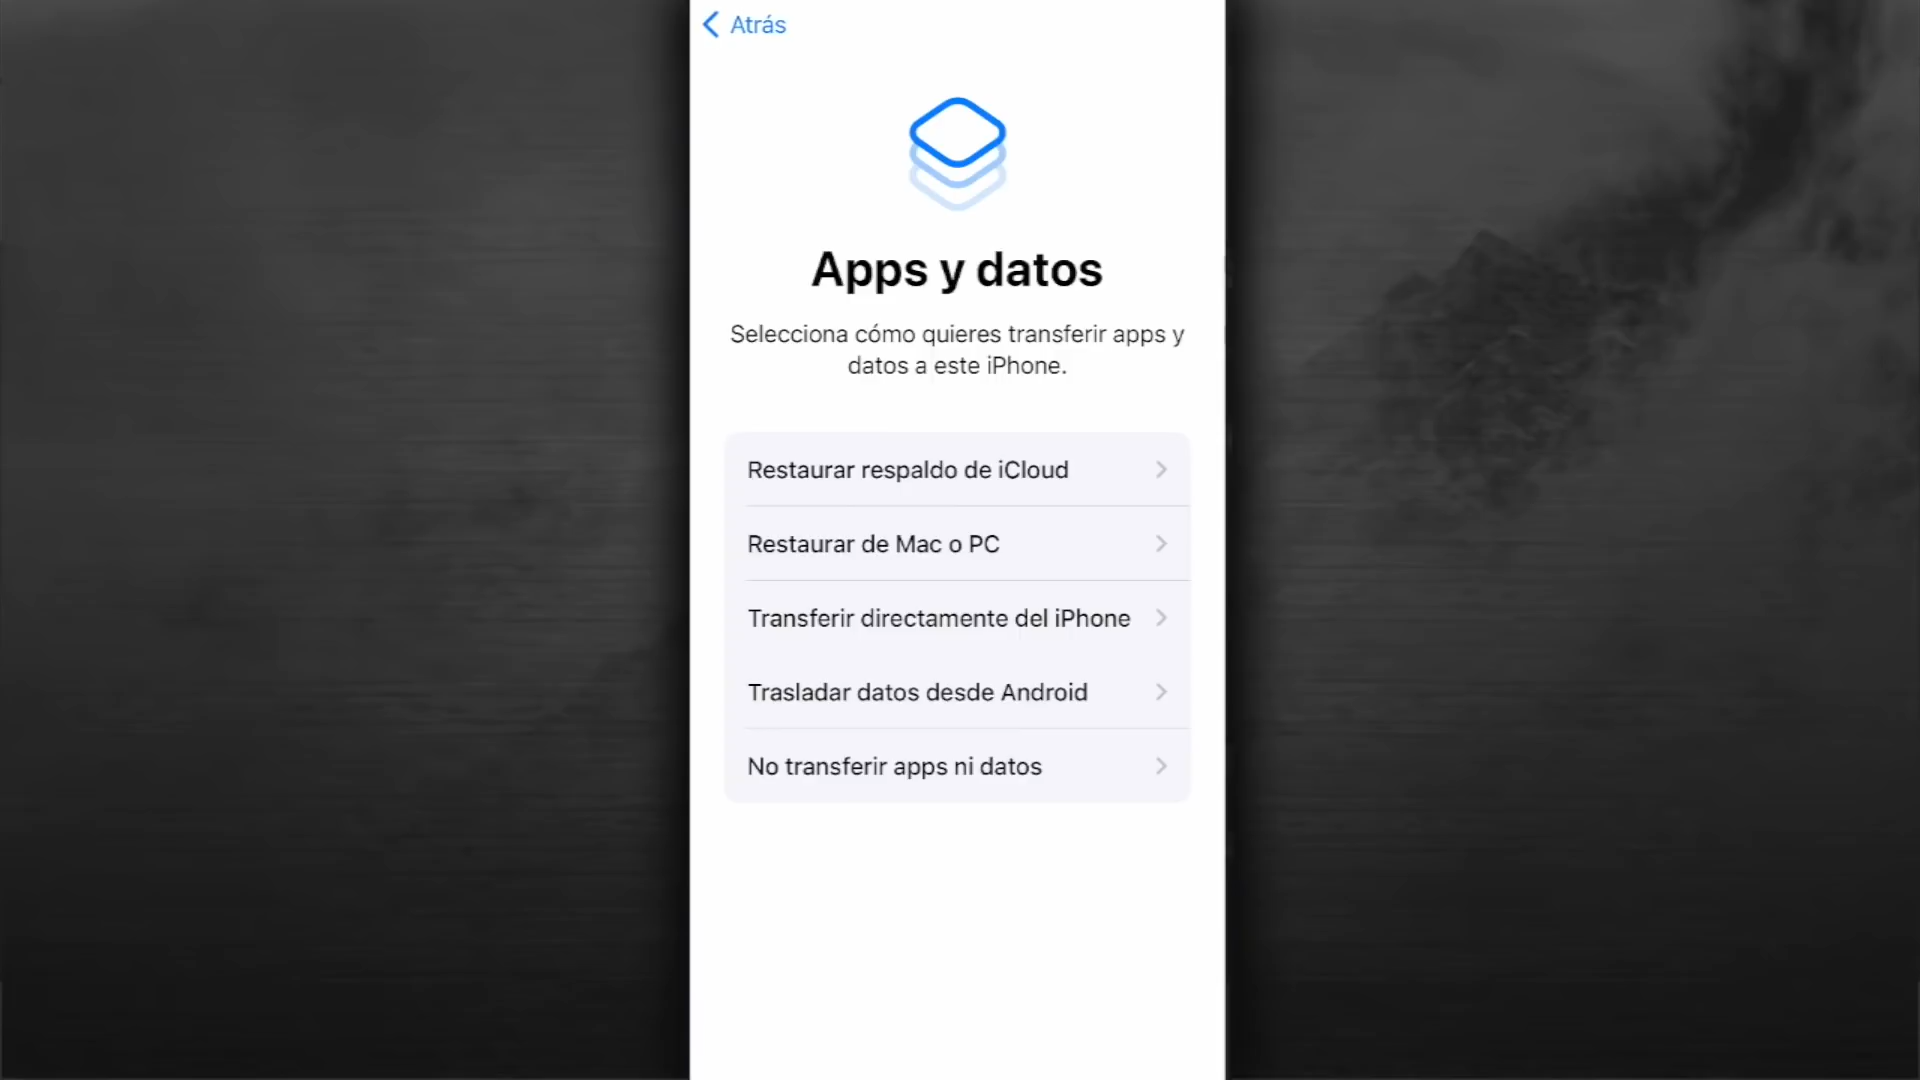 Atrás
Apps y datos
Selecciona cómo quieres transferir apps y
datos a este iPhone.
Restaurar respaldo de iCloud
Restaurar de Mac o PC
Transferir directamente del iPhone
Trasladar datos desde Android
No transferir apps ni datos